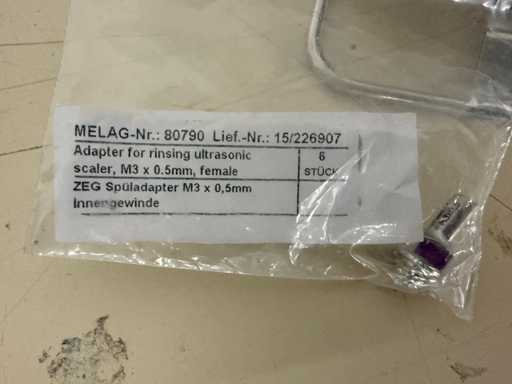 MELAG-Nr.: 80790 Lief.-Nr.: 15/226907
Adapter for rinsing ultrasonic
scaler, M3 x 0.5mm, female
6
STÜCK
ZEG Spüladapter M3 x 0,5mm
Innengewinde